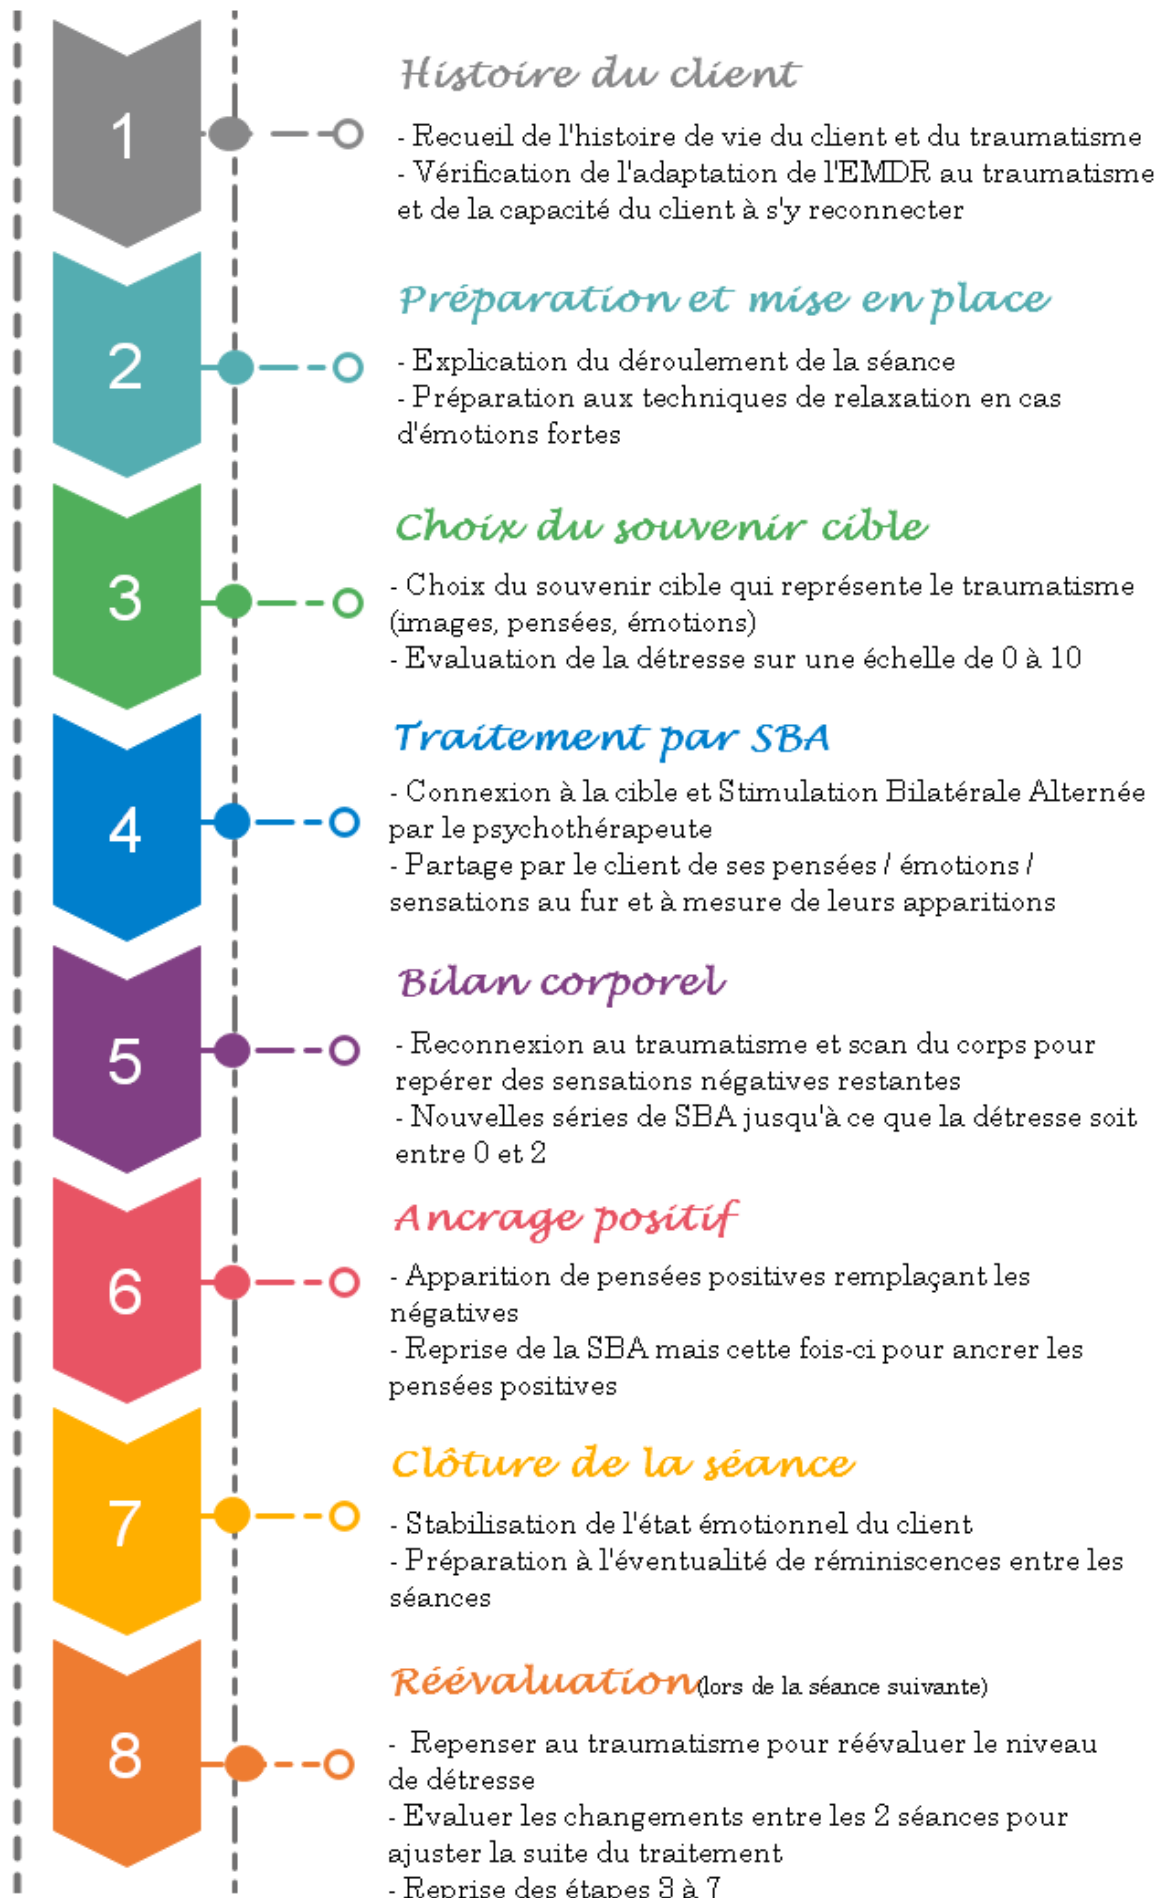 1
Histoire du client
- Recueil de l'histoire de vie du client et du traumatisme
- Vérification de l'adaptation de l'EMDR au traumatisme
et de la capacité du client à s'y reconnecter
2
Préparation et mise en place
- Explication du déroulement de la séance
- Préparation aux techniques de relaxation en cas
d'émotions fortes
3
Choix du souvenir cible
- Choix du souvenir cible qui représente le traumatisme
(images, pensées, émotions)
- Evaluation de la détresse sur une échelle de 0 à 10
4
Traitement par SBA
- Connexion à la cible et Stimulation Bilatérale Alternée
par le psychothérapeute
- Partage par le client de ses pensées / émotions /
sensations au fur et à mesure de leurs apparitions
5
Bilan corporel
- Reconnexion au traumatisme et scan du corps pour
repérer des sensations négatives restantes
- Nouvelles séries de SBA jusqu'à ce que la détresse soit
entre 0 et 2
6
Ancrage positif
- Apparition de pensées positives remplaçant les
négatives
- Reprise de la SBA mais cette fois-ci pour ancrer les
pensées positives
7
Clôture de la séance
- Stabilisation de l'état émotionnel du client
- Préparation à l'éventualité de réminiscences entre les
séances
8
Réévaluation (lors de la séance suivante)
- Repenser au traumatisme pour réévaluer le niveau
de détresse
- Evaluer les changements entre les 2 séances pour
ajuster la suite du traitement
- Reprise des étapes 3 à 7